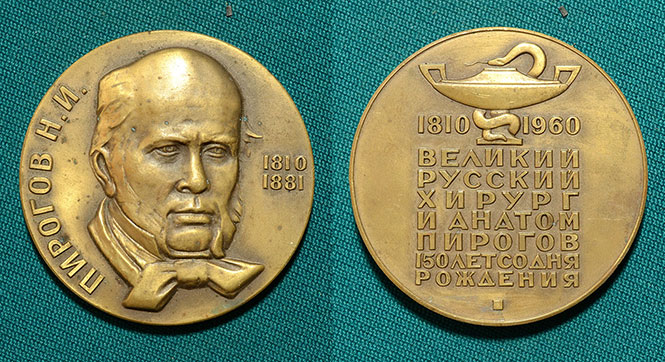 ПИРОГОВ Н.И.
1810
1881
1810 1960
ВЕЛИКИЙ
РУССКИЙ
ХИРУРГ
И АНАТОМ
ПИРОГОВ
150 ЛЕТ СО ДНЯ
РОЖДЕНИЯ